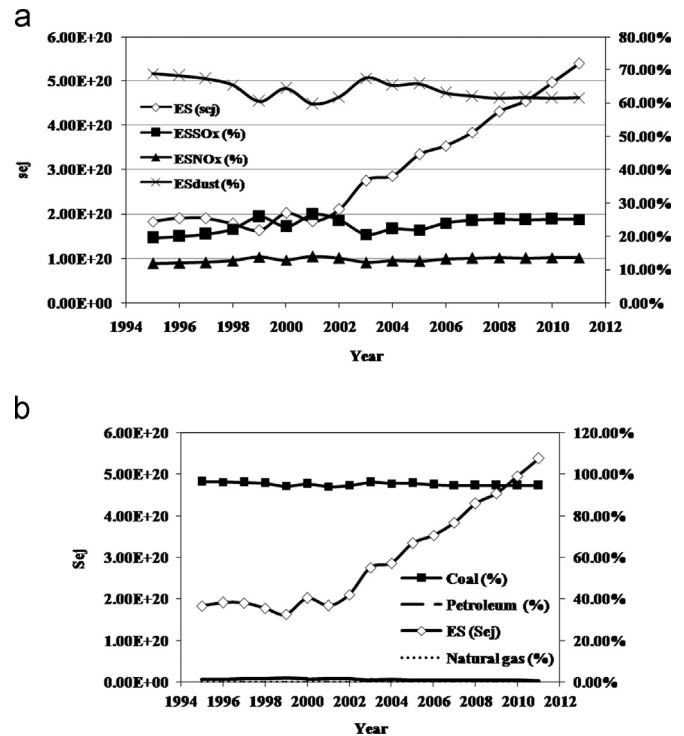 a
6.00E+20
5.00E+20
4.00E+20
3.00E+20
2.00E+20
1.00E+20
0.00E+00
sej
80.00%
70.00%
60.00%
50.00%
40.00%
30.00%
20.00%
10.00%
0.00%
ES (sej)
ESSOx (%)
ESNOx (%)
ESdust (%)
1994 1996 1998 2000 2002 2004 2006 2008 2010 2012
Year
b
6.00E+20
5.00E+20
4.00E+20
3.00E+20
2.00E+20
1.00E+20
0.00E+00
Sej
120.00%
100.00%
80.00%
60.00%
40.00%
20.00%
0.00%
Coal (%)
Petroleum (%)
ES (Sej)
Natural gas (%)
1994 1996 1998 2000 2002 2004 2006 2008 2010 2012
Year